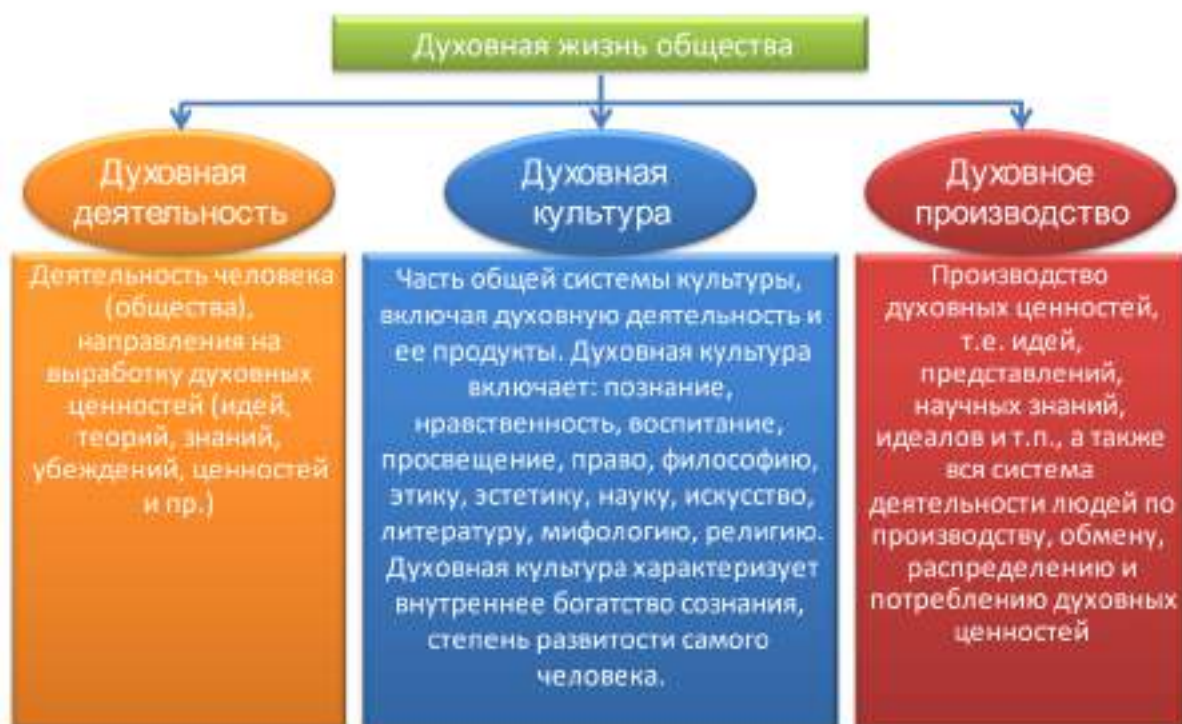 Духовная жизнь общества
Духовная
деятельность
Деятельность человека
(общества),
направления на
выработку духовных
ценностей (идей,
теорий, знаний,
убеждений, ценностей
и пр.)
Духовная
культура
Часть общей системы культуры,
включая духовную деятельность и
ее продукты. Духовная культура
включает: познание,
нравственность, воспитание,
просвещение, право, философию,
этику, эстетику, науку, искусство,
литературу, мифологию, религию.
Духовная культура характеризует
внутреннее богатство сознания,
степень развитости самого
человека.
Духовное
производство
Производство
духовных ценностей,
т.е. идей,
представлений,
научных знаний,
идеалов и т.п., а также
вся система
деятельности людей по
производству, обмену,
распределению и
потреблению духовных
ценностей